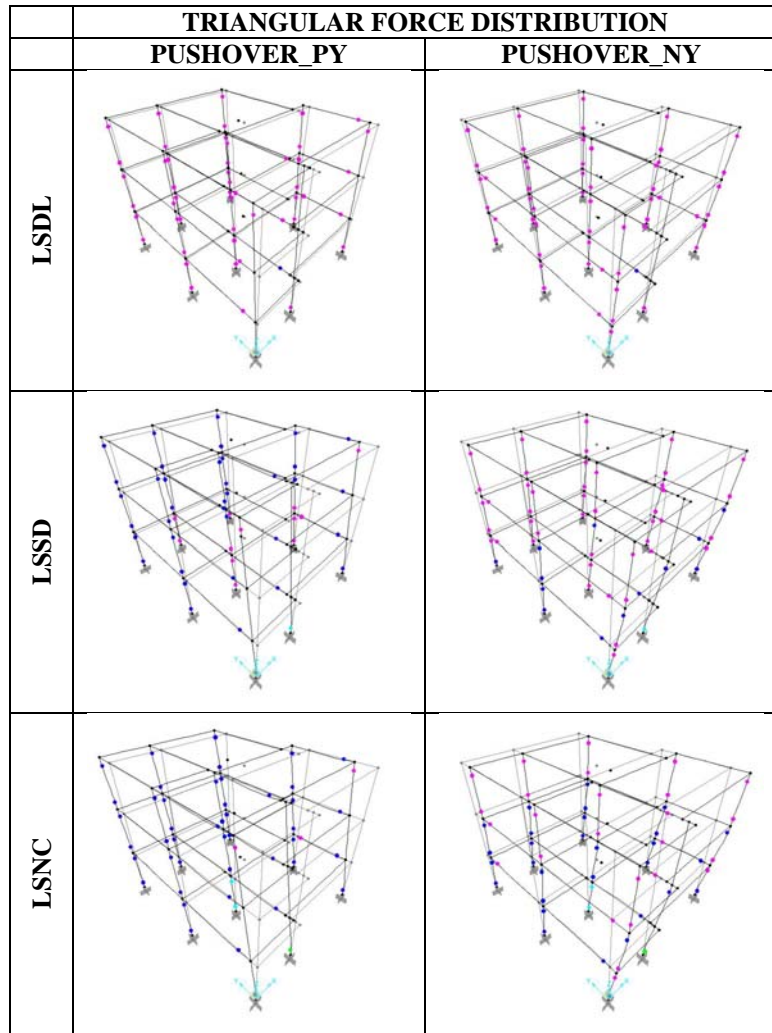 TRIANGULAR FORCE DISTRIBUTION
PUSHOVER_PY PUSHOVER_NY
LSDL
LSSD
LSNC